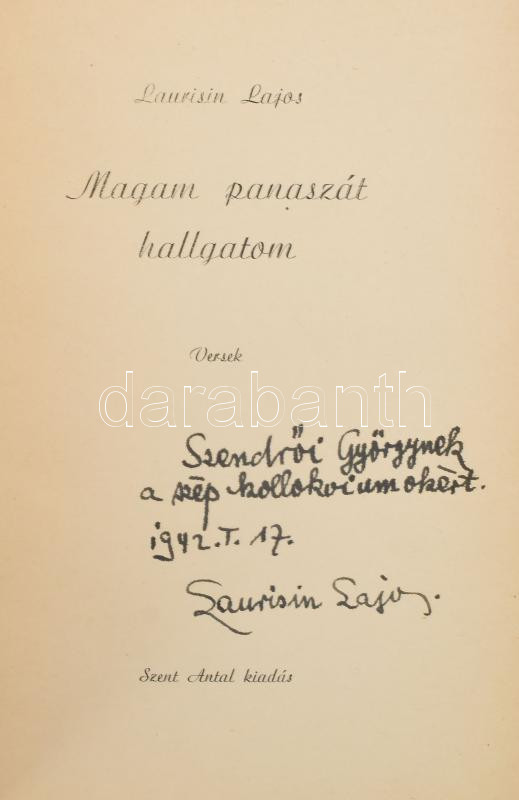 Laurisin Lajos
Magam panaszát
hallgatom
Versek
darabanth
Szendrői Györgynek
a szép kollokviumokért.
1942. I. 17.
Laurisin Lajos.
Szent Antal kiadás